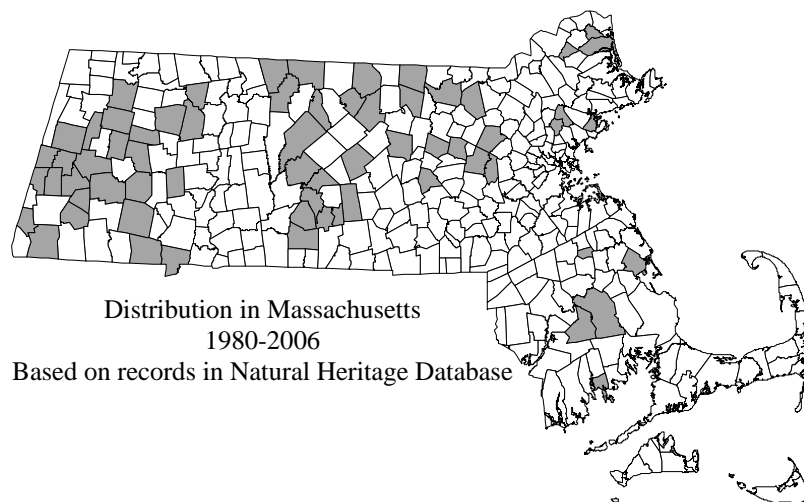 Distribution in Massachusetts
1980-2006
Based on records in Natural Heritage Database